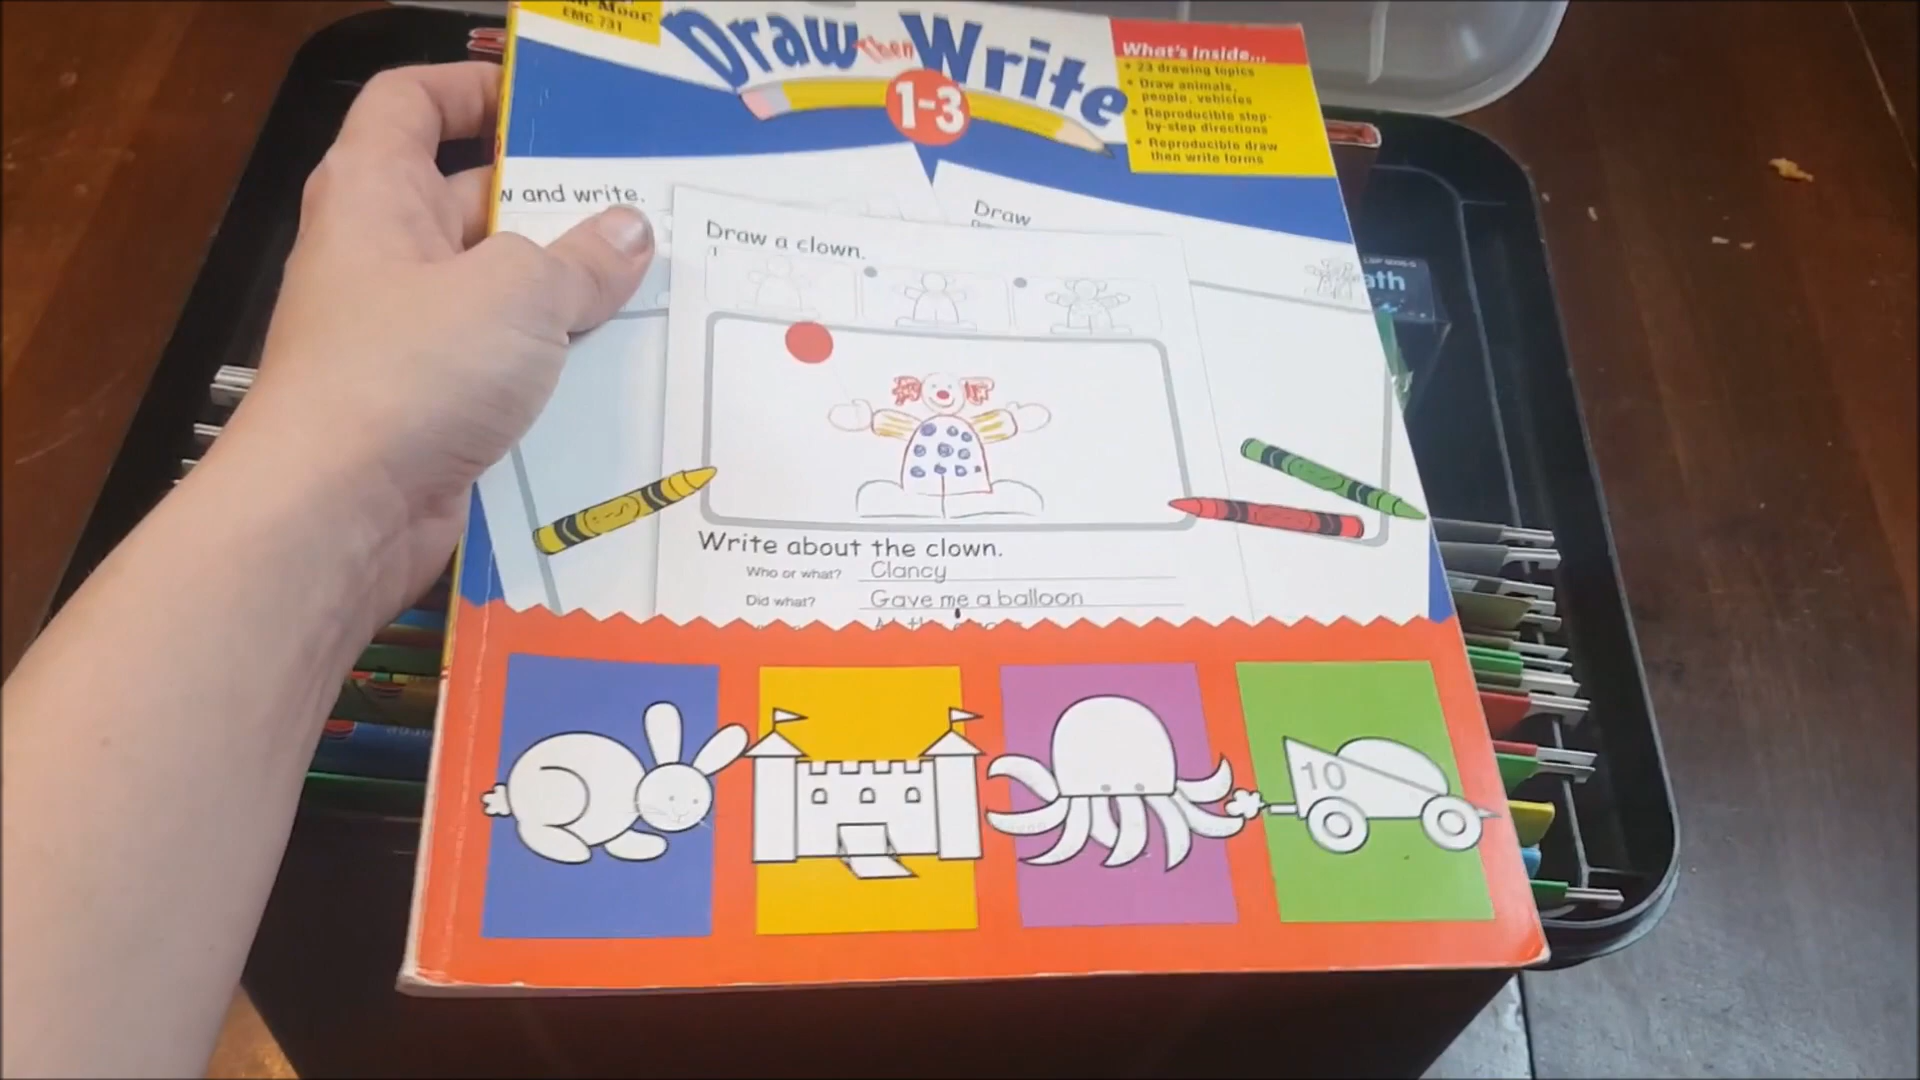 Moor
EMC 731
Draw then Write
1-3
What's Inside...
• 23 drawing topics
• Draw animals,
people, vehicles
• Reproducible step-
by-step directions
• Reproducible draw
then write forms
w and write.
Draw
Draw a clown.
ath
Write about the clown.
Who or what? Clancy
Did what? Gave me a balloon
10